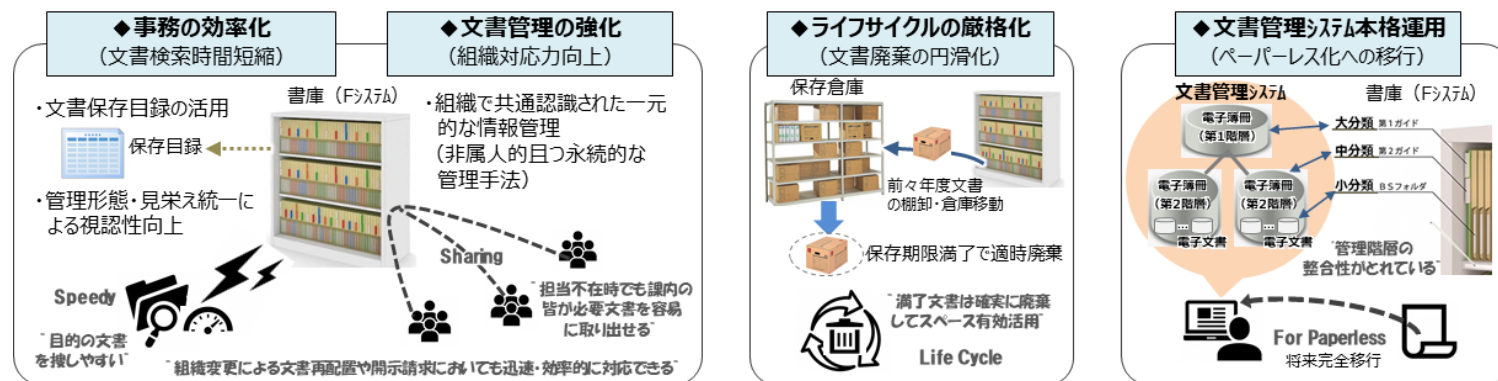 ◆事務の効率化
(文書検索時間短縮)
◆文書管理の強化
(組織対応力向上)
・文書保存目録の活用
保存目録
・管理形態・見栄え統一
による視認性向上
書庫(Fシステム)
・組織で共通認識された一元
的な情報管理
(非属人的且つ永続的な
管理手法)
Sharing
Speedy
"目的の文書
を捜しやすい"
"担当不在時でも課内の
皆が必要文書を容易
に取り出せる"
"組織変更による文書再配置や開示請求においても迅速・効率的に対応できる"
◆ライフサイクルの厳格化
(文書廃棄の円滑化)
保存倉庫
前々年度文書
の棚卸・倉庫移動
保存期限満了で適時廃棄
"満了文書は確実に廃棄
してスペース有効活用"
Life Cycle
◆文書管理システム本格運用
(ペーパーレス化への移行)
文書管理システム
書庫(Fシステム)
電子簿冊
(第1階層)
大分類 第1ガイド
中分類 第2ガイド
小分類 BSフォルダ
電子簿冊
(第2階層)
電子簿冊
(第2階層)
…
電子文書
…
電子文書
"管理階層の
整合性がとれている"
For Paperless
将来完全移行